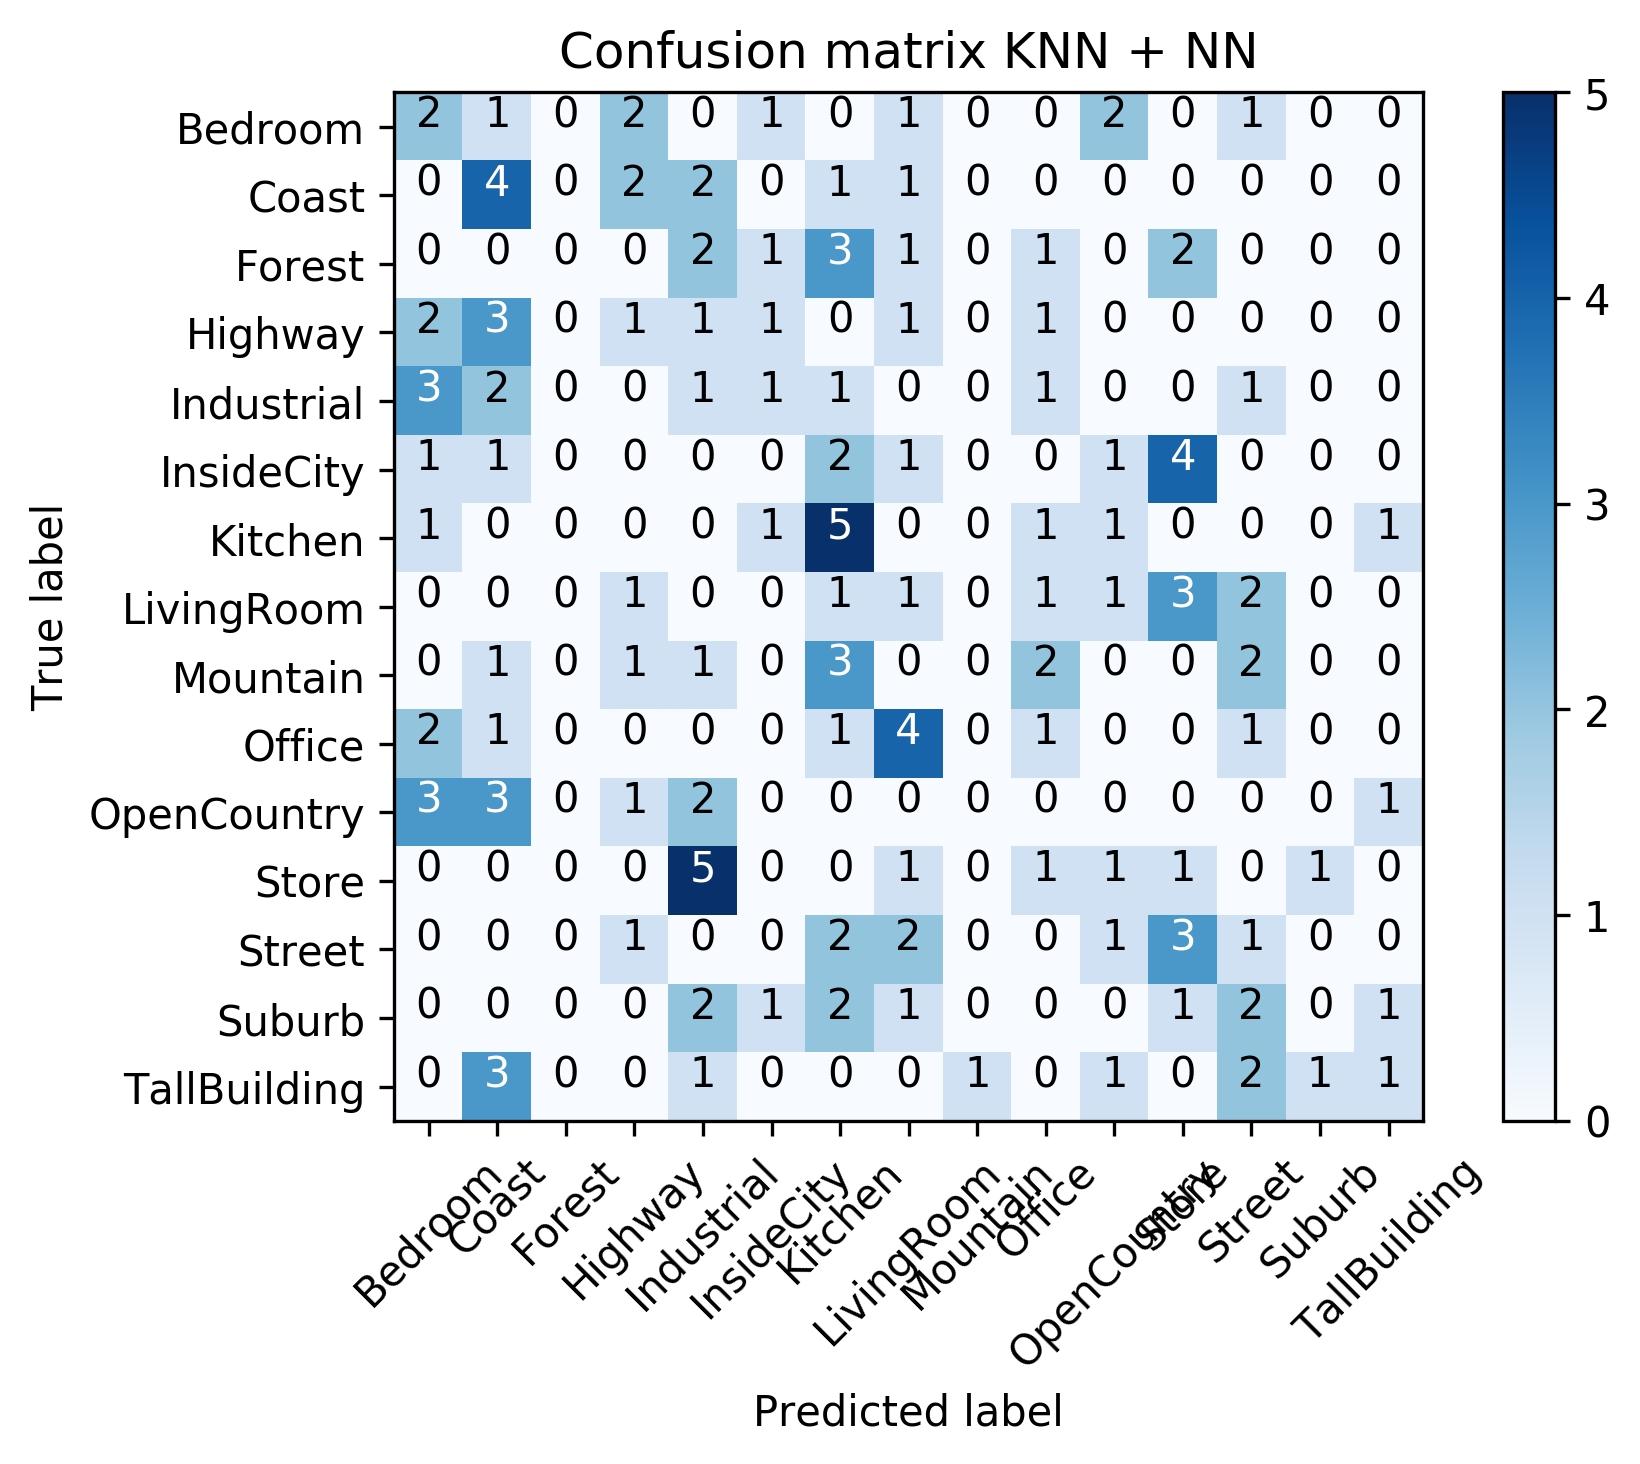 Confusion matrix KNN + NN
Bedroom 2 1 0 2 0 1 0 1 0 0 2 0 1 0 0
Coast 0 4 0 2 2 0 1 1 0 0 0 0 0 0 0
Forest 0 0 0 0 2 1 3 1 0 1 0 2 0 0 0
Highway 2 3 0 1 1 1 0 1 0 1 0 0 0 0 0
Industrial 3 2 0 0 1 1 1 0 0 1 0 0 1 0 0
InsideCity 1 1 0 0 0 0 2 1 0 0 1 4 0 0 0
Kitchen 1 0 0 0 0 1 5 0 0 1 1 0 0 0 1
LivingRoom 0 0 0 1 0 0 1 1 0 1 1 3 2 0 0
Mountain 0 1 0 1 1 0 3 0 0 2 0 0 2 0 0
Office 2 1 0 0 0 0 1 4 0 1 0 0 1 0 0
OpenCountry 3 3 0 1 2 0 0 0 0 0 0 0 0 0 1
Store 0 0 0 0 5 0 0 1 0 1 1 1 0 1 0
Street 0 0 0 1 0 0 2 2 0 0 1 3 1 0 0
Suburb 0 0 0 0 2 1 2 1 0 0 0 1 2 0 1
TallBuilding 0 3 0 0 1 0 0 0 1 0 1 0 2 1 1
True label
Bedroom
Coast
Forest
Highway
Industrial
InsideCity
Kitchen
LivingRoom
Mountain
Office
OpenCountry
Store
Street
Suburb
TallBuilding
Predicted label
5
4
3
2
1
0